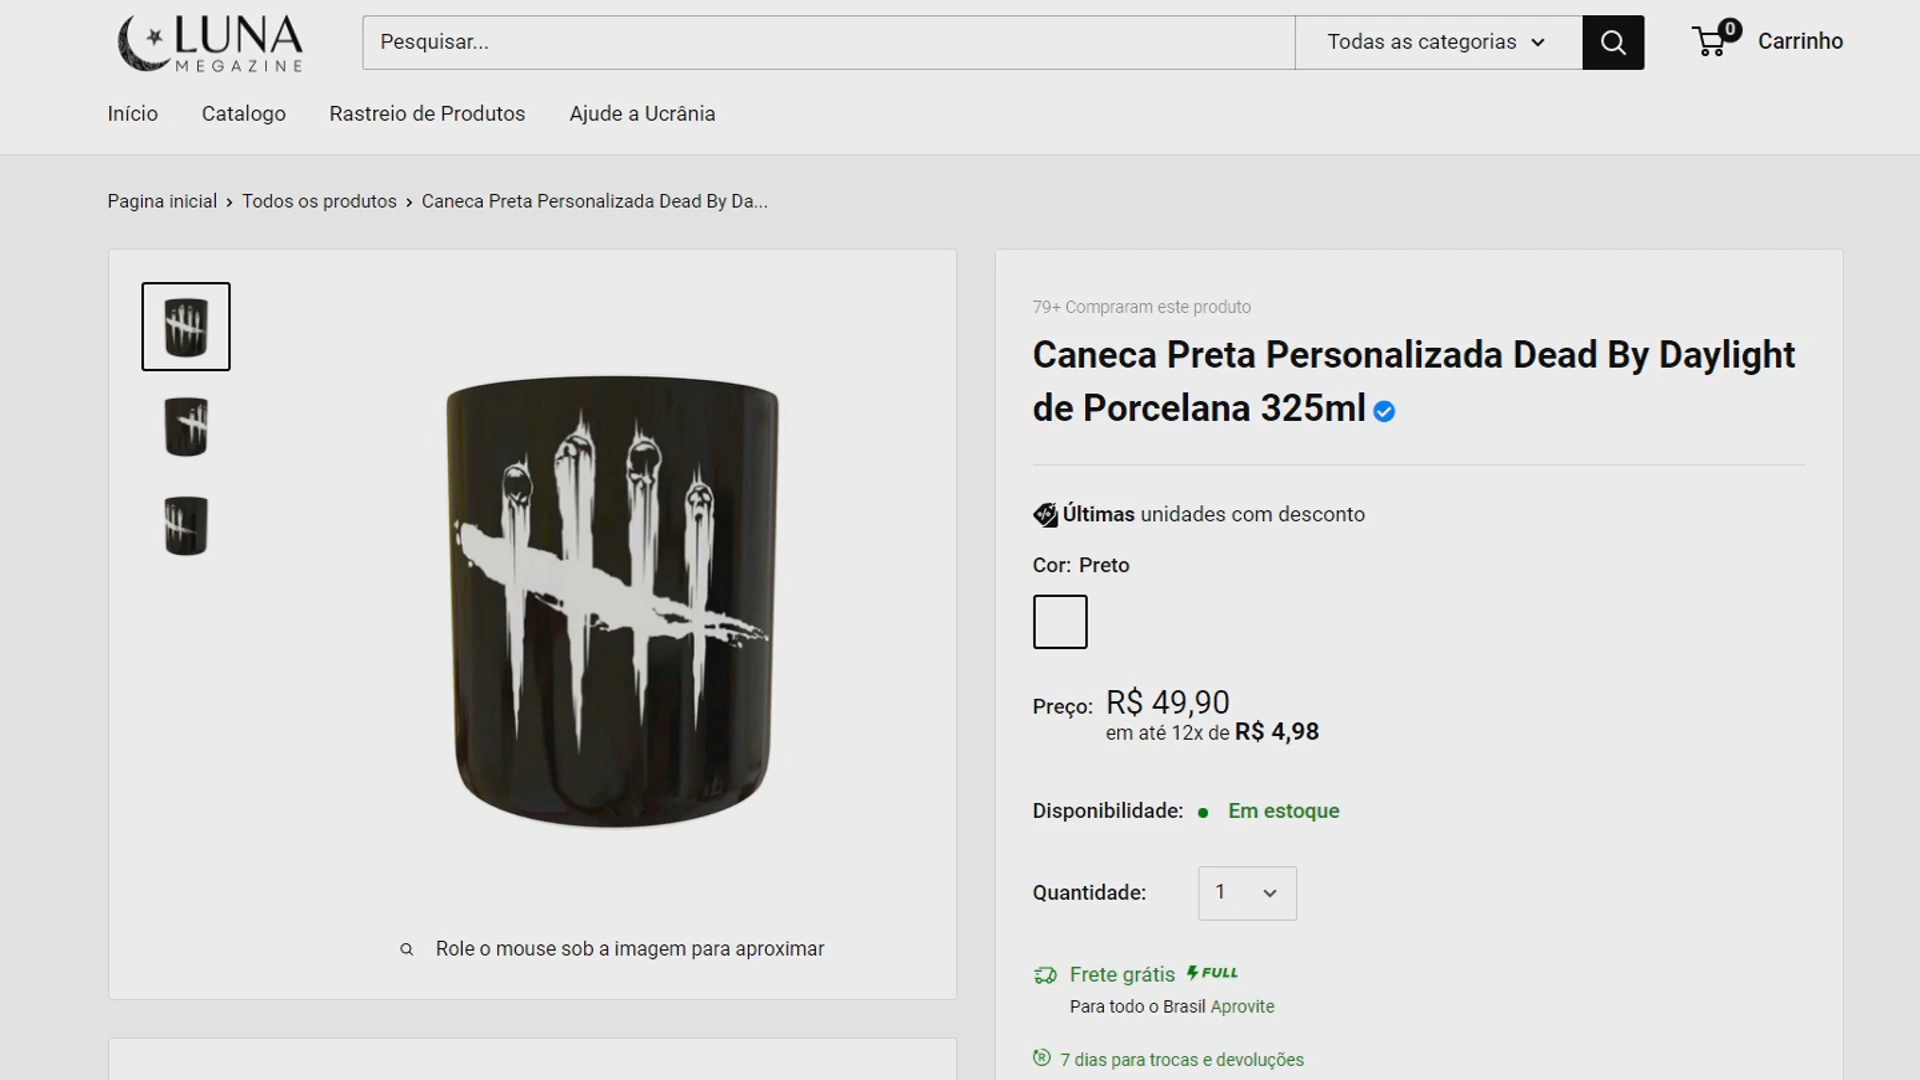 LUNA
MEGAZINE
Pesquisar...
Todas as categorias
0
Carrinho
Início
Catalogo
Rastreio de Produtos
Ajude a Ucrânia
Pagina inicial › Todos os produtos › Caneca Preta Personalizada Dead By Da...
79+ Compraram este produto
Caneca Preta Personalizada Dead By Daylight
de Porcelana 325ml
Últimas unidades com desconto
Cor: Preto
Preço: R$ 49,90
em até 12x de R$ 4,98
Disponibilidade: Em estoque
Quantidade: 1
Role o mouse sob a imagem para aproximar
Frete grátis FULL
Para todo o Brasil Aprovite
7 dias para trocas e devoluções